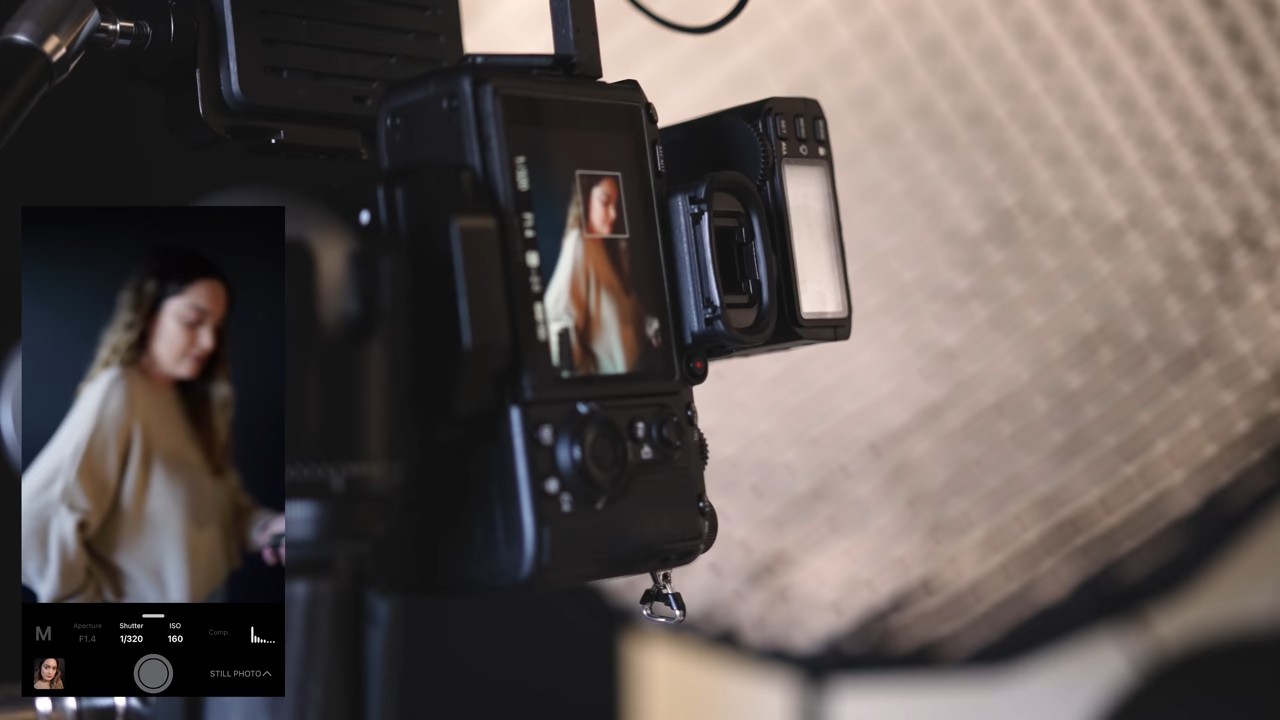 M
Aperture
F1.4
Shutter
1/320
ISO
160
Comp.
STILL PHOTO